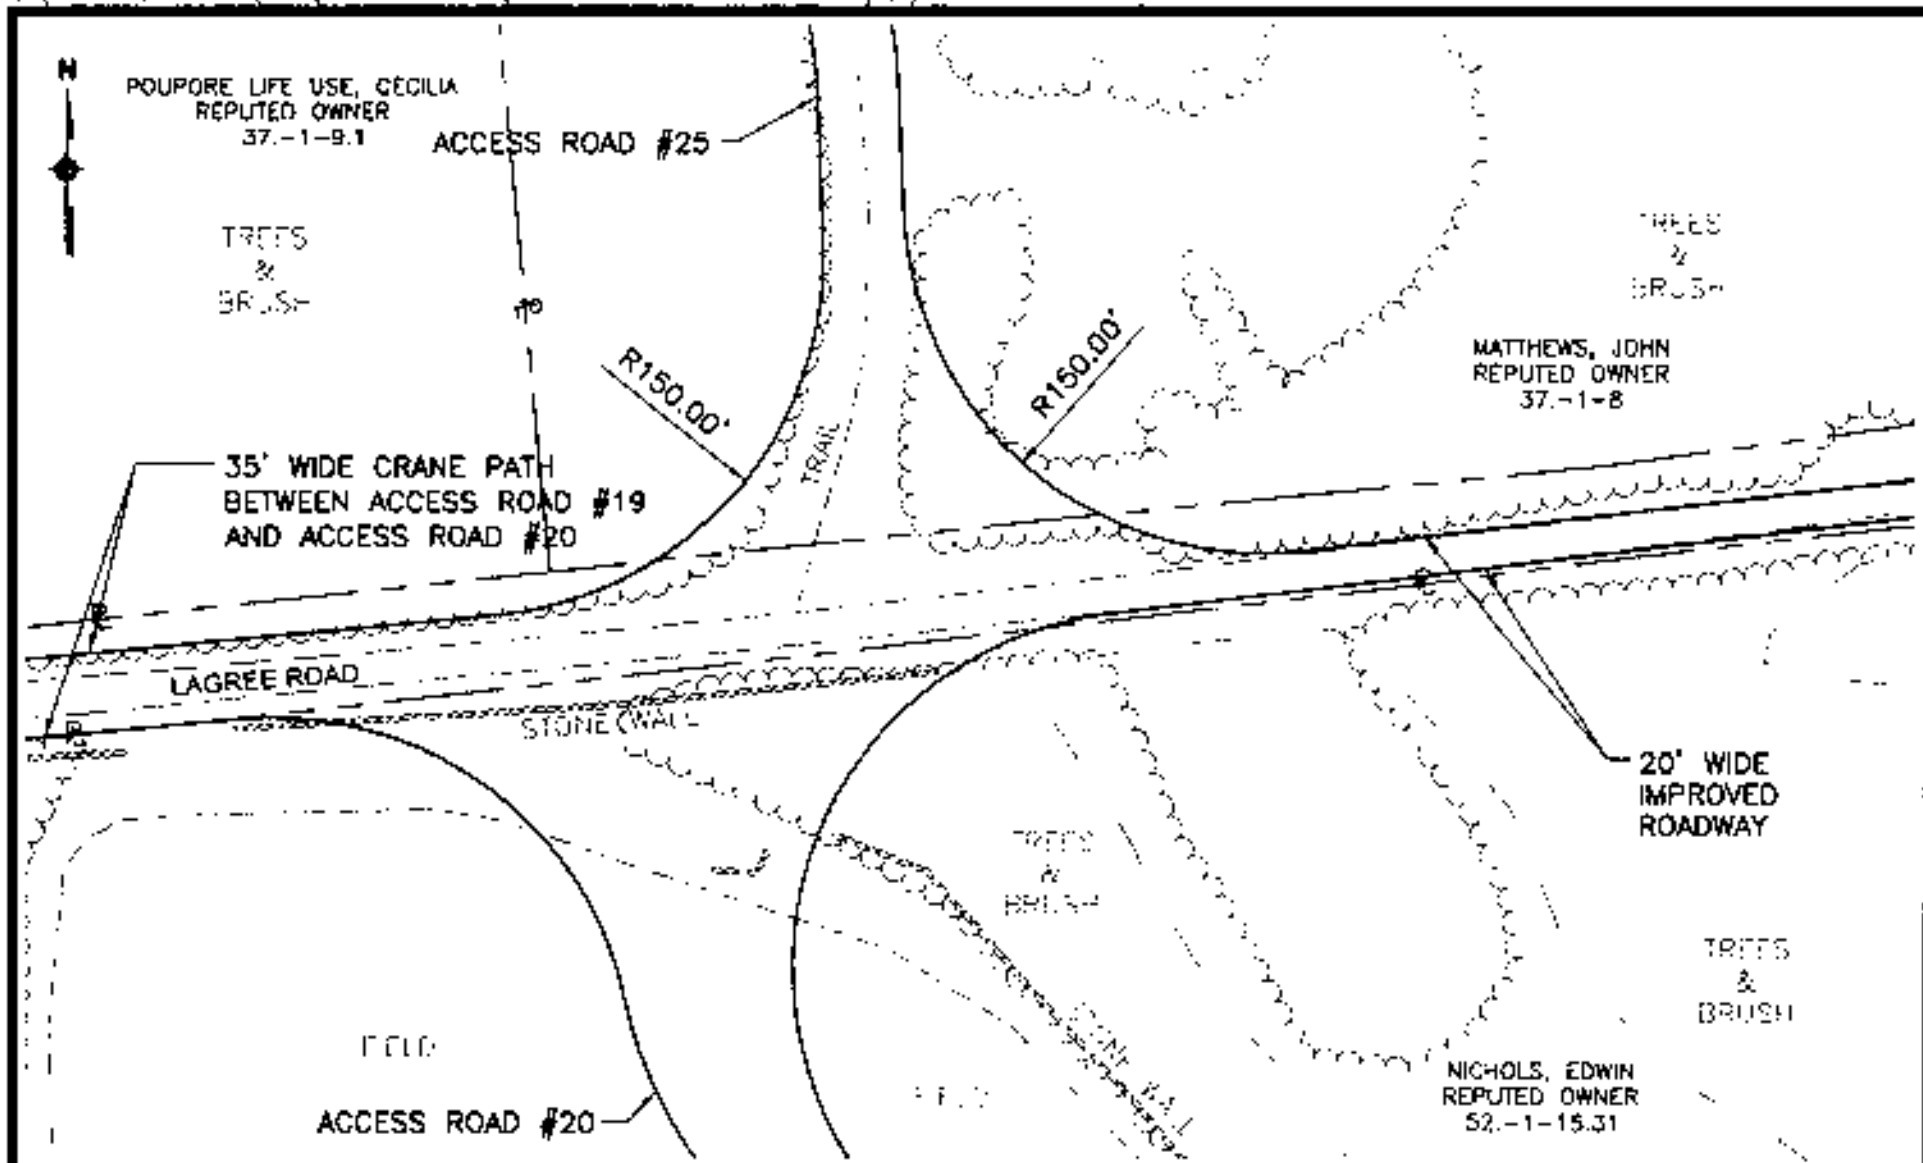 N
POUPORE LIFE USE, CECILIA
REPUTED OWNER
37.-1-9.1
ACCESS ROAD #25
TREES
&
BRUSH
TREES
&
BRUSH
R150.00'
R150.00'
MATTHEWS, JOHN
REPUTED OWNER
37.-1-8
TRAIL
35' WIDE CRANE PATH
BETWEEN ACCESS ROAD #19
AND ACCESS ROAD #20
LAGREE ROAD
STONE WALL
20' WIDE
IMPROVED
ROADWAY
TREES
&
BRUSH
TREES
&
BRUSH
FIELD
FIELD
STONE WALL
NICHOLS, EDWIN
REPUTED OWNER
52.-1-15.31
ACCESS ROAD #20